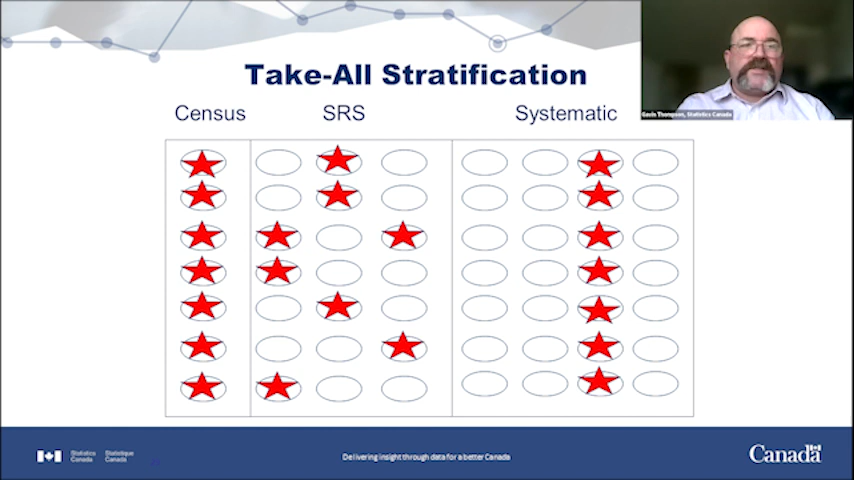 Take-All Stratification
Census SRS Systematic
Gavin Thompson, Statistics Canada
Statistics Statistique
Canada Canada
Delivering insight through data for a better Canada
Canada